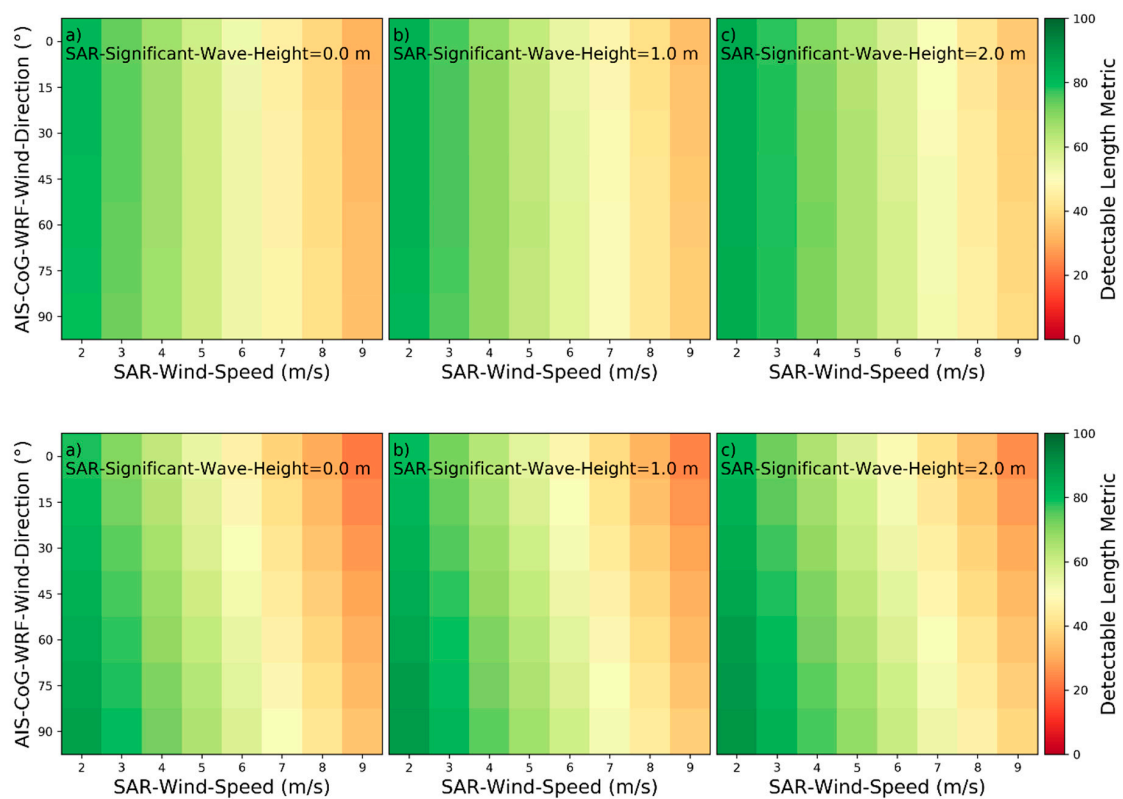 a)
SAR-Significant-Wave-Height=0.0 m
b)
SAR-Significant-Wave-Height=1.0 m
c)
SAR-Significant-Wave-Height=2.0 m
AIS-CoG-WRF-Wind-Direction (°)
0
15
30
45
60
75
90
2 3 4 5 6 7 8 9
2 3 4 5 6 7 8 9
2 3 4 5 6 7 8 9
SAR-Wind-Speed (m/s)
SAR-Wind-Speed (m/s)
SAR-Wind-Speed (m/s)
100
80
60
40
20
0
Detectable Length Metric
a)
SAR-Significant-Wave-Height=0.0 m
b)
SAR-Significant-Wave-Height=1.0 m
c)
SAR-Significant-Wave-Height=2.0 m
AIS-CoG-WRF-Wind-Direction (°)
0
15
30
45
60
75
90
2 3 4 5 6 7 8 9
2 3 4 5 6 7 8 9
2 3 4 5 6 7 8 9
SAR-Wind-Speed (m/s)
SAR-Wind-Speed (m/s)
SAR-Wind-Speed (m/s)
100
80
60
40
20
0
Detectable Length Metric